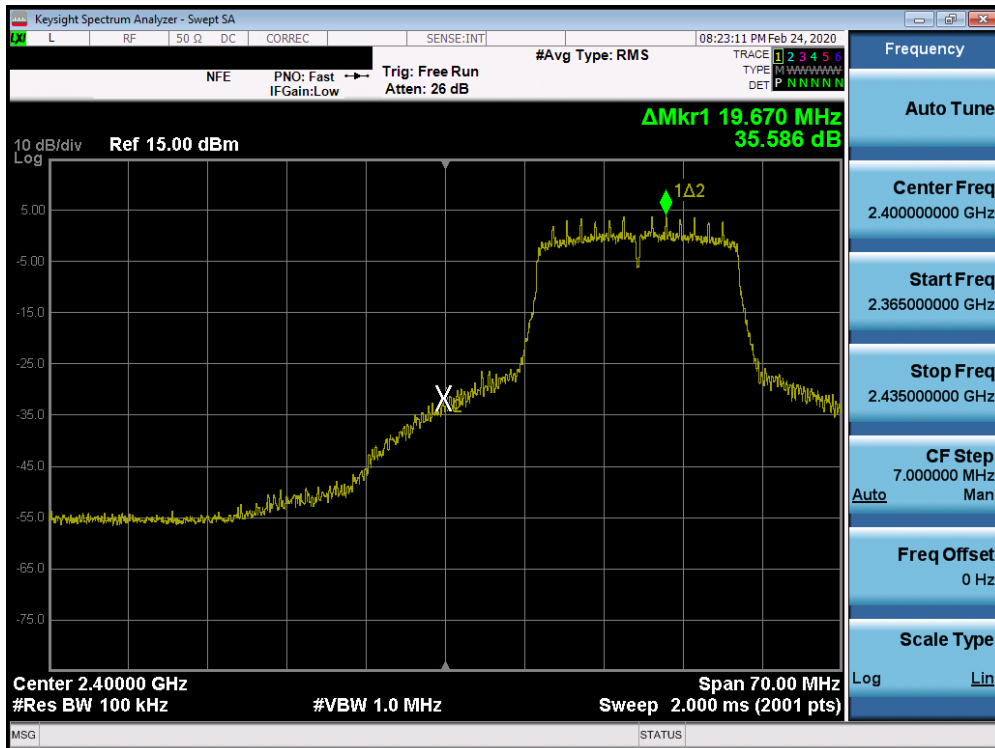 Keysight Spectrum Analyzer - Swept SA
LXI L RF 50 Ω DC CORREC SENSE:INT 08:23:11 PM Feb 24, 2020
NFE PNO: Fast Trig: Free Run #Avg Type: RMS TRACE 1 2 3 4 5 6
IFGain:Low Atten: 26 dB TYPE M W W W W W
DET P N N N N N
ΔMkr1 19.670 MHz
35.586 dB
10 dB/div Ref 15.00 dBm
Log
1Δ2
5.00
-5.00
-15.0
-25.0
-35.0
2
-45.0
-55.0
-65.0
-75.0
Center 2.40000 GHz Span 70.00 MHz
#Res BW 100 kHz #VBW 1.0 MHz Sweep 2.000 ms (2001 pts)
MSG STATUS
Frequency
Auto Tune
Center Freq
2.400000000 GHz
Start Freq
2.365000000 GHz
Stop Freq
2.435000000 GHz
CF Step
7.000000 MHz
Auto Man
Freq Offset
0 Hz
Scale Type
Log Lin